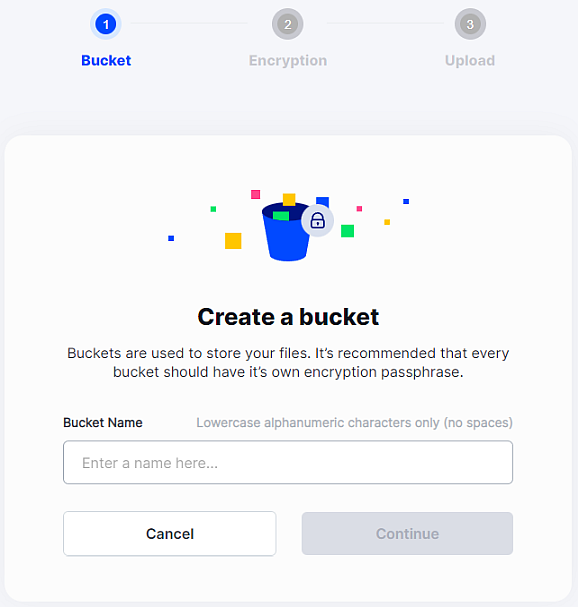 1 2 3
Bucket Encryption Upload
Create a bucket
Buckets are used to store your files. It’s recommended that every
bucket should have it’s own encryption passphrase.
Bucket Name Lowercase alphanumeric characters only (no spaces)
Enter a name here...
Cancel Continue